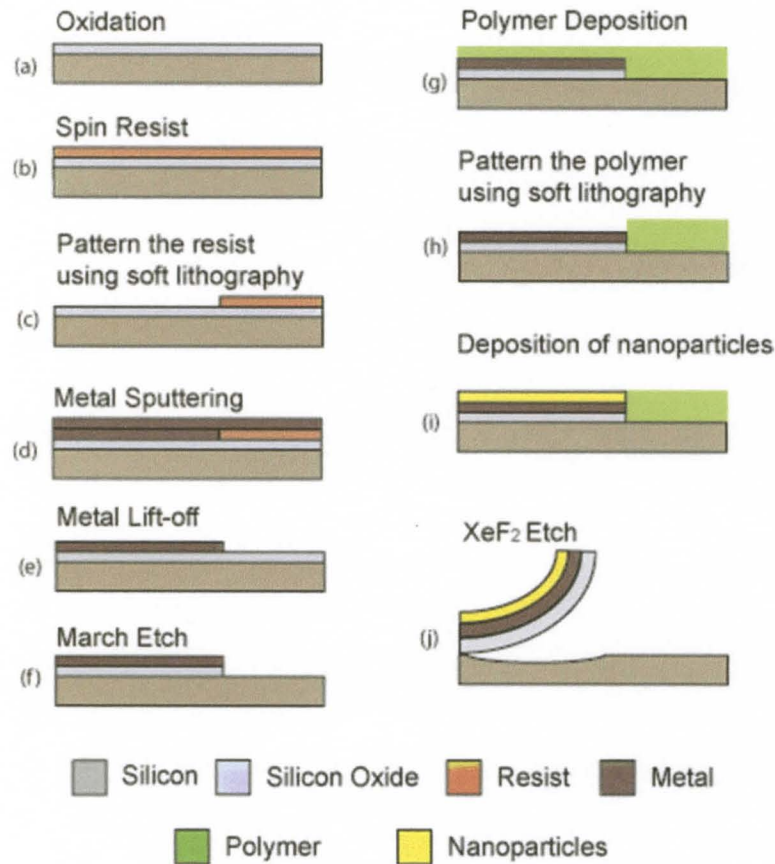 Oxidation
(a)
Spin Resist
(b)
Pattern the resist
using soft lithography
(c)
Metal Sputtering
(d)
Metal Lift-off
(e)
March Etch
(f)
Polymer Deposition
(g)
Pattern the polymer
using soft lithography
(h)
Deposition of nanoparticles
(i)
XeF₂ Etch
(j)
Silicon Silicon Oxide Resist Metal
Polymer Nanoparticles